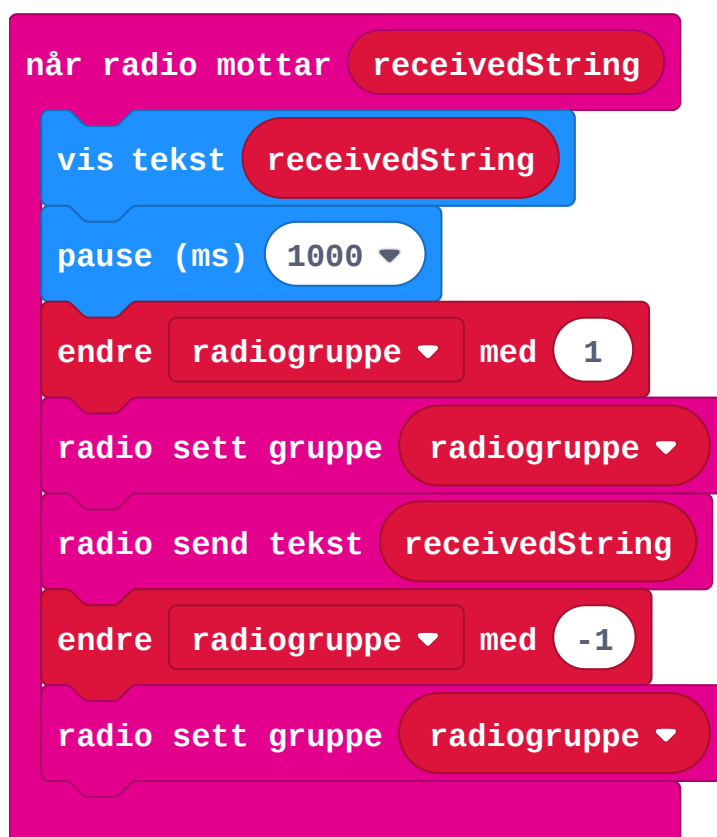 når radio mottar receivedString
vis tekst receivedString
pause (ms) 1000
endre radiogruppe med 1
radio sett gruppe radiogruppe
radio send tekst receivedString
endre radiogruppe med -1
radio sett gruppe radiogruppe